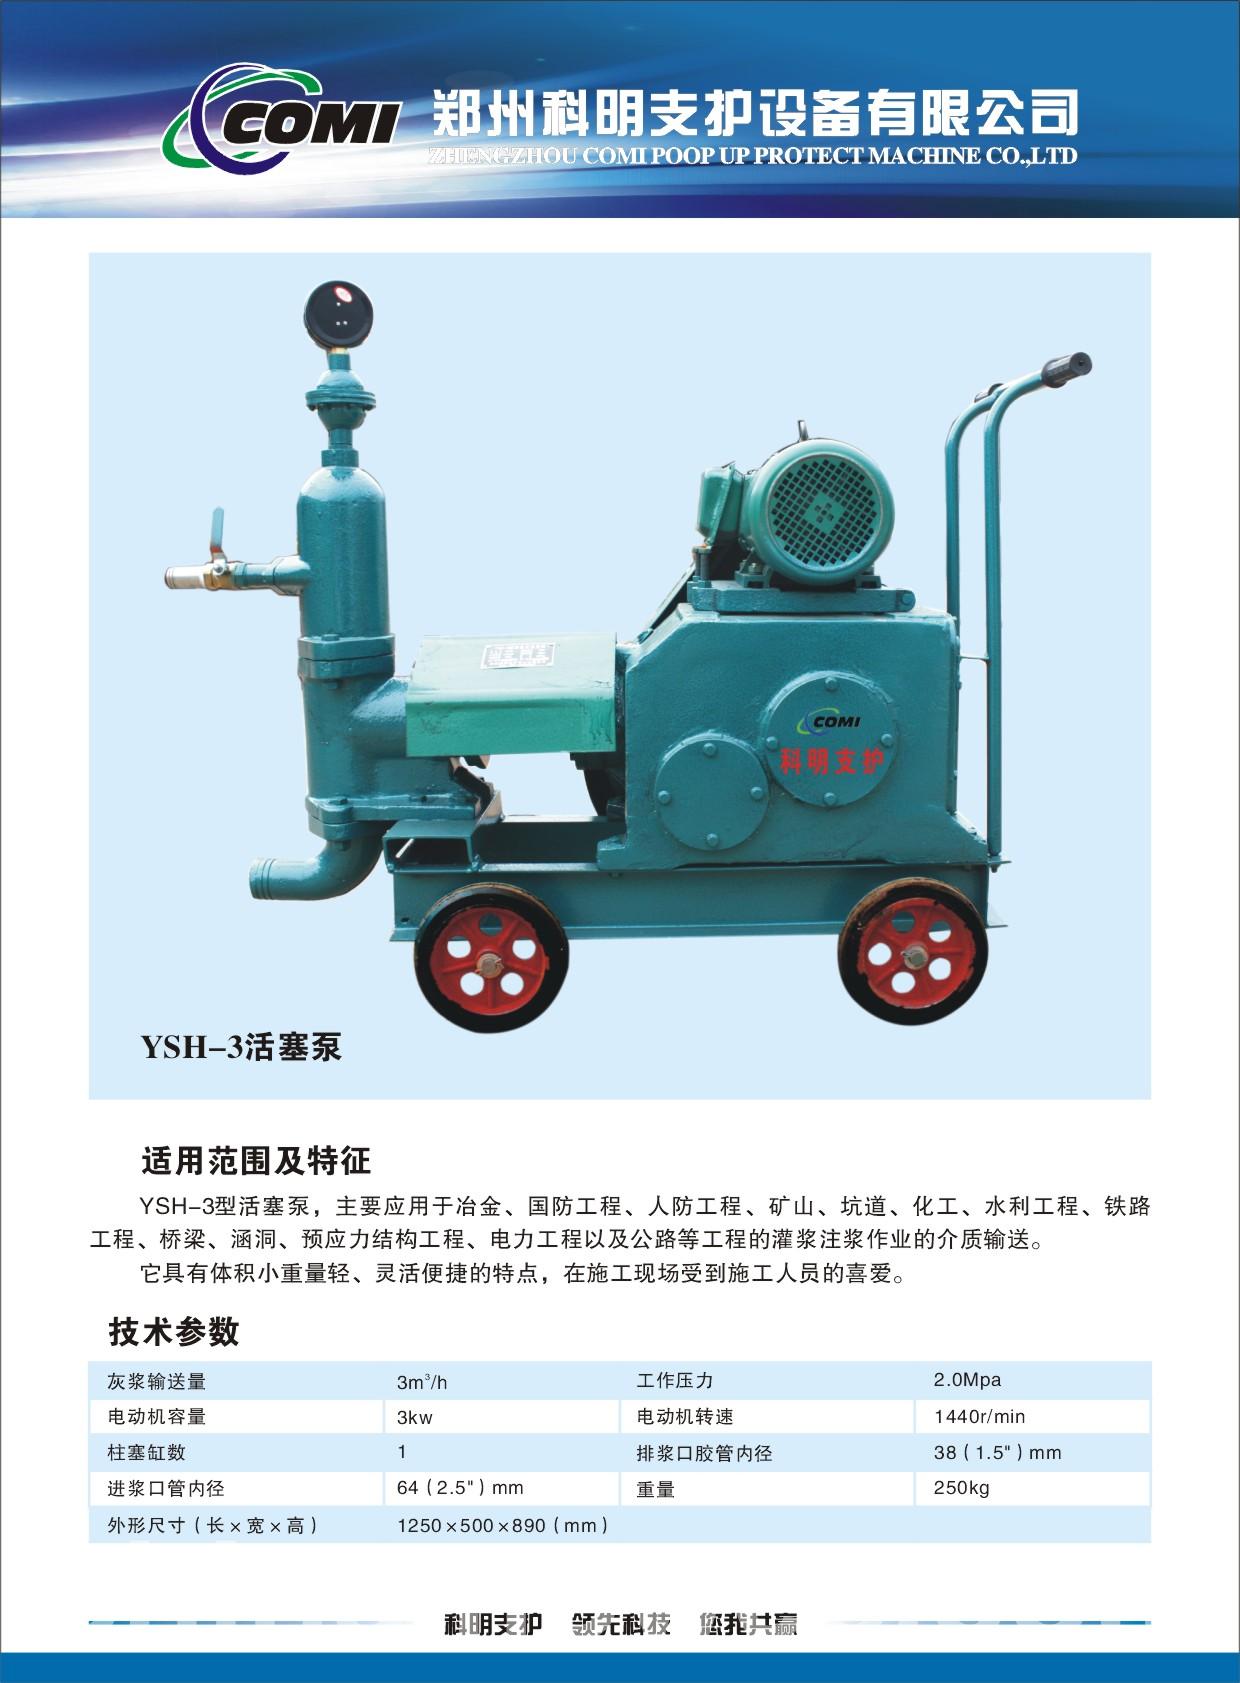 COMI
郑州科明支护设备有限公司
ZHENGZHOU COMI POOP UP PROTECT MACHINE CO.,LTD
COMI
科明支护
YSH-3活塞泵
适用范围及特征
YSH-3型活塞泵，主要应用于冶金、国防工程、人防工程、矿山、坑道、化工、水利工程、铁路
工程、桥梁、涵洞、预应力结构工程、电力工程以及公路等工程的灌浆注浆作业的介质输送。
它具有体积小重量轻、灵活便捷的特点，在施工现场受到施工人员的喜爱。
技术参数
灰浆输送量 3m³/h 工作压力 2.0Mpa
电动机容量 3kw 电动机转速 1440r/min
柱塞缸数 1 排浆口胶管内径 38（1.5"）mm
进浆口管内径 64（2.5"）mm 重量 250kg
外形尺寸（长×宽×高） 1250×500×890（mm）
科明支护 领先科技 您我共赢